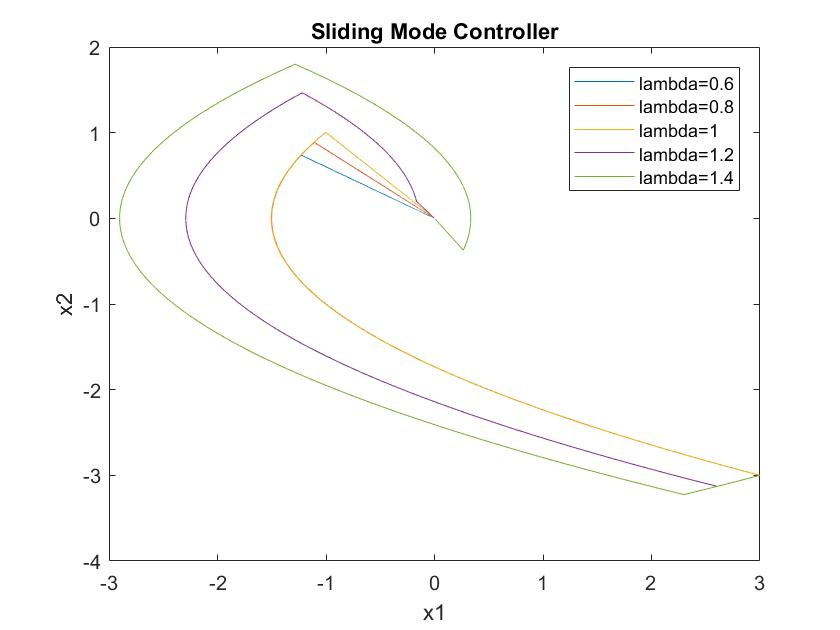 Sliding Mode Controller
2
1
0
-1
-2
-3
-4
x2
lambda=0.6
lambda=0.8
lambda=1
lambda=1.2
lambda=1.4
-3
-2
-1
0
1
2
3
x1